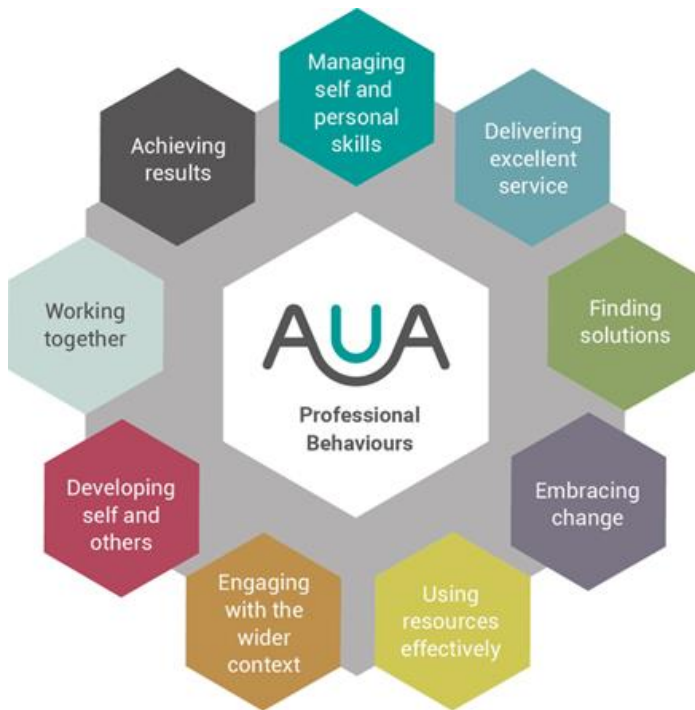 Managing
self and
personal
skills
Delivering
excellent
service
Finding
solutions
Embracing
change
Using
resources
effectively
Engaging
with the
wider
context
Developing
self and
others
Working
together
Achieving
results
AUA
Professional
Behaviours